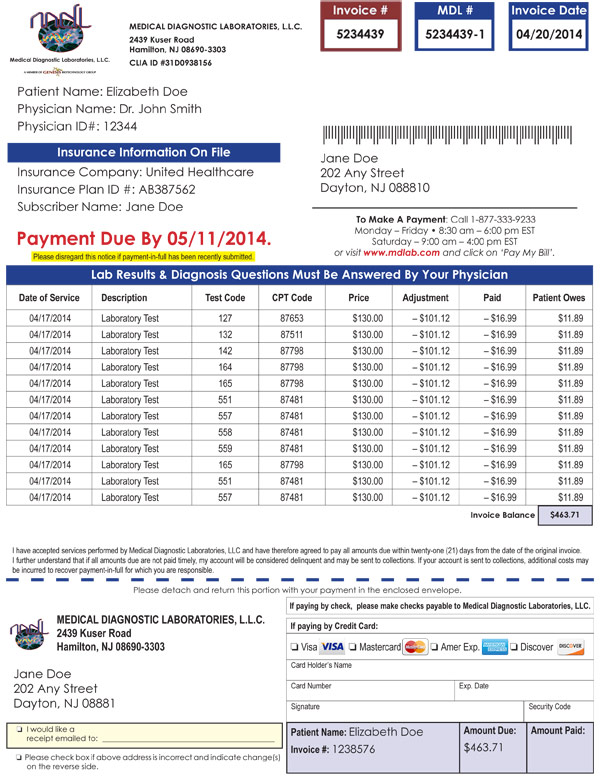 mDL
Medical Diagnostic Laboratories, L.L.C.
A MEMBER OF GENESIS BIOTECHNOLOGY GROUP
MEDICAL DIAGNOSTIC LABORATORIES, L.L.C.
2439 Kuser Road
Hamilton, NJ 08690-3303
CLIA ID #31D0938156
Invoice #
5234439
MDL #
5234439-1
Invoice Date
04/20/2014
Patient Name: Elizabeth Doe
Physician Name: Dr. John Smith
Physician ID#: 12344
Insurance Information On File
Insurance Company: United Healthcare
Insurance Plan ID #: AB387562
Subscriber Name: Jane Doe
Jane Doe
202 Any Street
Dayton, NJ 088810
Payment Due By 05/11/2014.
Please disregard this notice if payment-in-full has been recently submitted.
To Make A Payment: Call 1-877-333-9233
Monday – Friday • 8:30 am – 6:00 pm EST
Saturday – 9:00 am – 4:00 pm EST
or visit www.mdlab.com and click on ‘Pay My Bill’.
Lab Results & Diagnosis Questions Must Be Answered By Your Physician
Date of Service Description Test Code CPT Code Price Adjustment Paid Patient Owes
04/17/2014 Laboratory Test 127 87653 $130.00 – $101.12 – $16.99 $11.89
04/17/2014 Laboratory Test 132 87511 $130.00 – $101.12 – $16.99 $11.89
04/17/2014 Laboratory Test 142 87798 $130.00 – $101.12 – $16.99 $11.89
04/17/2014 Laboratory Test 164 87798 $130.00 – $101.12 – $16.99 $11.89
04/17/2014 Laboratory Test 165 87798 $130.00 – $101.12 – $16.99 $11.89
04/17/2014 Laboratory Test 551 87481 $130.00 – $101.12 – $16.99 $11.89
04/17/2014 Laboratory Test 557 87481 $130.00 – $101.12 – $16.99 $11.89
04/17/2014 Laboratory Test 558 87481 $130.00 – $101.12 – $16.99 $11.89
04/17/2014 Laboratory Test 559 87481 $130.00 – $101.12 – $16.99 $11.89
04/17/2014 Laboratory Test 165 87798 $130.00 – $101.12 – $16.99 $11.89
04/17/2014 Laboratory Test 551 87481 $130.00 – $101.12 – $16.99 $11.89
04/17/2014 Laboratory Test 557 87481 $130.00 – $101.12 – $16.99 $11.89
Invoice Balance $463.71
I have accepted services performed by Medical Diagnostic Laboratories, LLC and have therefore agreed to pay all amounts due within twenty-one (21) days from the date of the original invoice.
I further understand that if all amounts due are not paid timely, my account will be considered delinquent and may be sent to collections. If your account is sent to collections, additional costs may
be incurred to recover payment-in-full for which you are responsible.
Please detach and return this portion with your payment in the enclosed envelope.
mDL
MEDICAL DIAGNOSTIC LABORATORIES, L.L.C.
2439 Kuser Road
Hamilton, NJ 08690-3303
Jane Doe
202 Any Street
Dayton, NJ 08881
I would like a
receipt emailed to:
Please check box if above address is incorrect and indicate change(s)
on the reverse side.
If paying by check, please make checks payable to Medical Diagnostic Laboratories, LLC.
If paying by Credit Card:
Visa VISA Mastercard MasterCard Amer Exp. AMERICAN EXPRESS Discover DISCOVER
Card Holder's Name
Card Number Exp. Date
Signature Security Code
Patient Name: Elizabeth Doe
Invoice #: 1238576
Amount Due:
$463.71
Amount Paid: